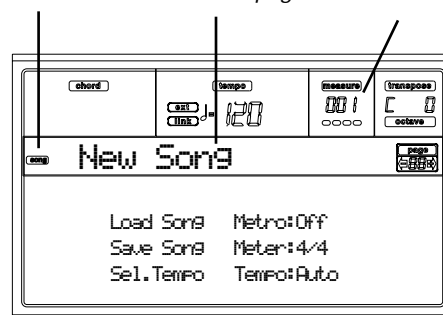 chord tempo measure transpose
ext
link ♩= 120 001 C 0
octave
song New Song page
Load Song Metro:Off
Save Song Meter:4/4
Sel.Tempo Tempo:Auto